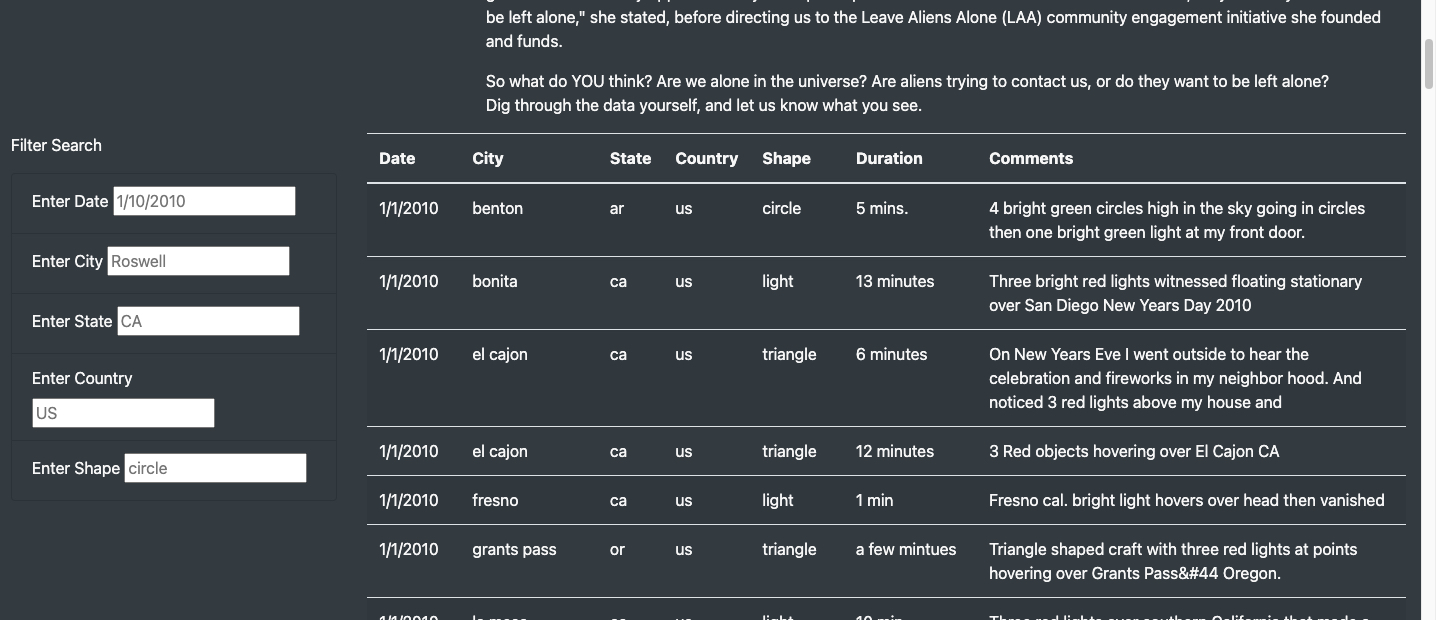 be left alone," she stated, before directing us to the Leave Aliens Alone (LAA) community engagement initiative she founded
and funds.
So what do YOU think? Are we alone in the universe? Are aliens trying to contact us, or do they want to be left alone?
Dig through the data yourself, and let us know what you see.
Filter Search
Enter Date 1/10/2010
Enter City Roswell
Enter State CA
Enter Country
US
Enter Shape circle
Date City State Country Shape Duration Comments
1/1/2010 benton ar us circle 5 mins. 4 bright green circles high in the sky going in circles
then one bright green light at my front door.
1/1/2010 bonita ca us light 13 minutes Three bright red lights witnessed floating stationary
over San Diego New Years Day 2010
1/1/2010 el cajon ca us triangle 6 minutes On New Years Eve I went outside to hear the
celebration and fireworks in my neighbor hood. And
noticed 3 red lights above my house and
1/1/2010 el cajon ca us triangle 12 minutes 3 Red objects hovering over El Cajon CA
1/1/2010 fresno ca us light 1 min Fresno cal. bright light hovers over head then vanished
1/1/2010 grants pass or us triangle a few mintues Triangle shaped craft with three red lights at points
hovering over Grants Pass&#44 Oregon.